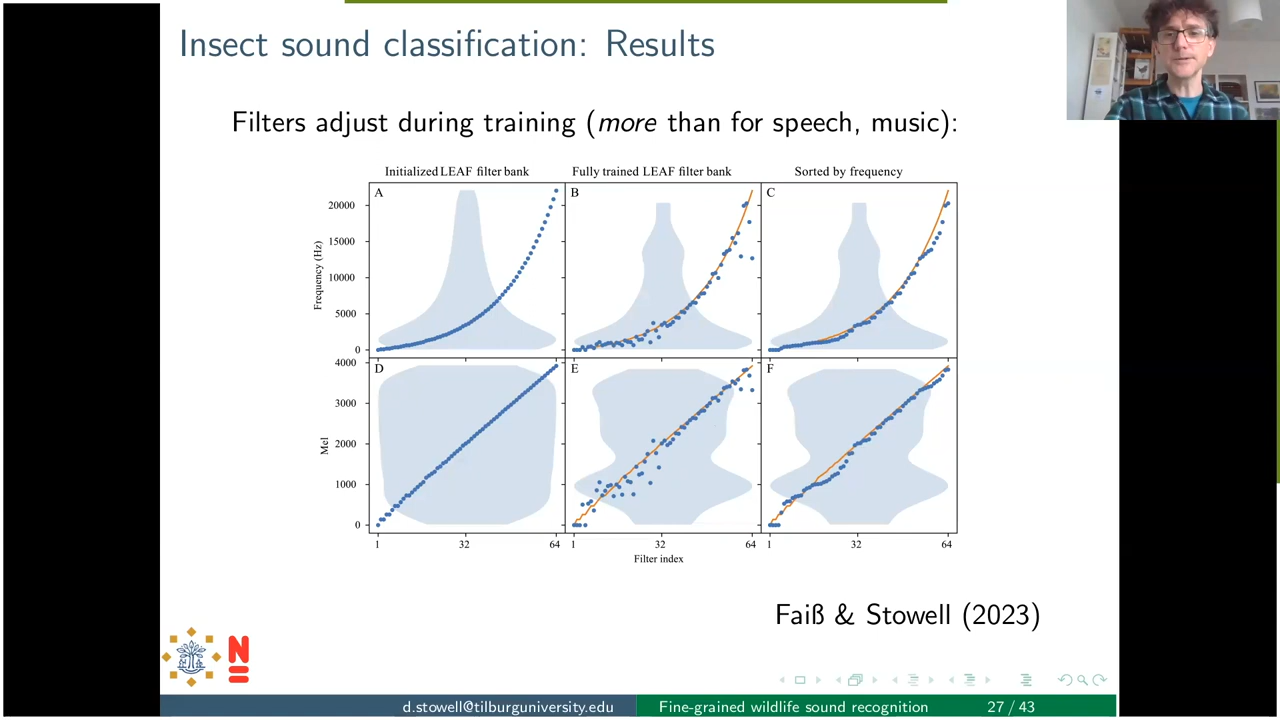 Insect sound classification: Results
Filters adjust during training (more than for speech, music):
Initialized LEAF filter bank
Fully trained LEAF filter bank
Sorted by frequency
A
B
C
Frequency (Hz)
20000
15000
10000
5000
0
D
E
F
Mel
4000
3000
2000
1000
0
1 32 64 1 32 64 1 32 64
Filter index
Faiß & Stowell (2023)
N
d.stowell@tilburguniversity.edu
Fine-grained wildlife sound recognition
27 / 43